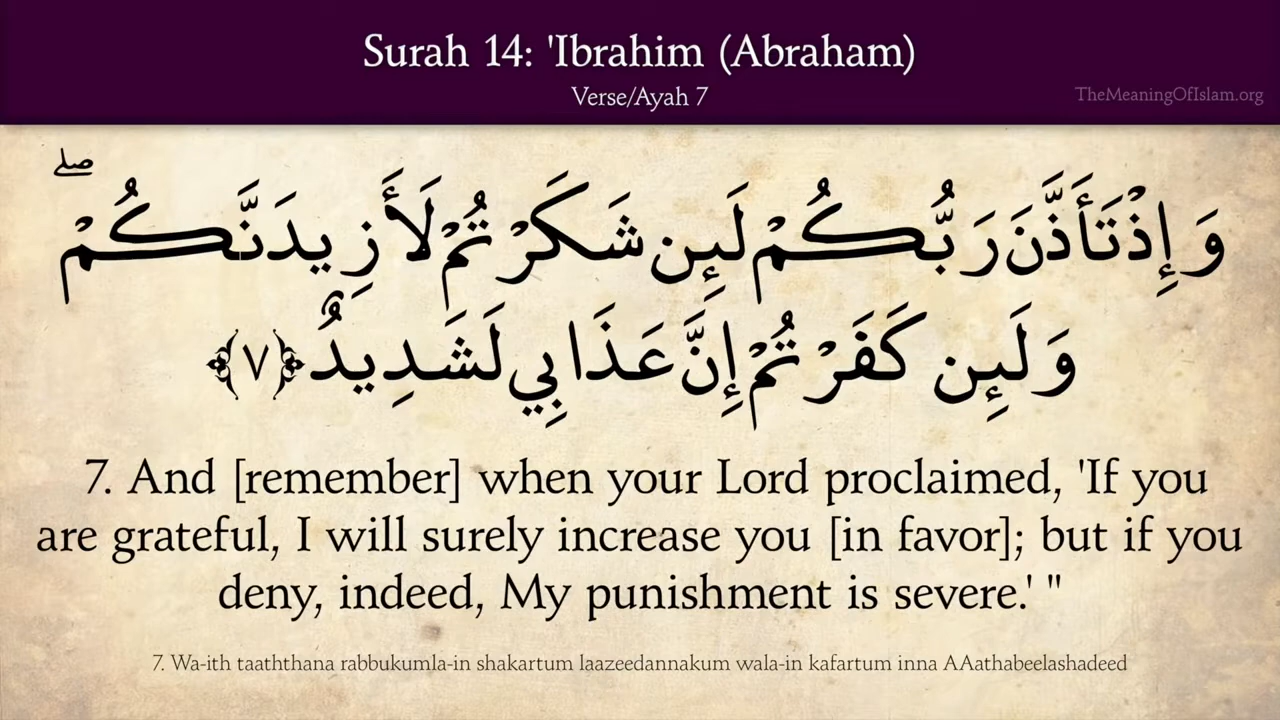 Surah 14: 'Ibrahim (Abraham)
Verse/Ayah 7
TheMeaningOfIslam.org
وَإِذْ تَأَذَّنَ رَبُّكُمْ لَئِن شَكَرْتُمْ لَأَزِيدَنَّكُمْ ۖ
وَلَئِن كَفَرْتُمْ إِنَّ عَذَابِي لَشَدِيدٌ ﴿٧﴾
7. And [remember] when your Lord proclaimed, 'If you
are grateful, I will surely increase you [in favor]; but if you
deny, indeed, My punishment is severe.' "
7. Wa-ith taaththana rabbukumla-in shakartum laazeedannakum wala-in kafartum inna AAathabeelashadeed